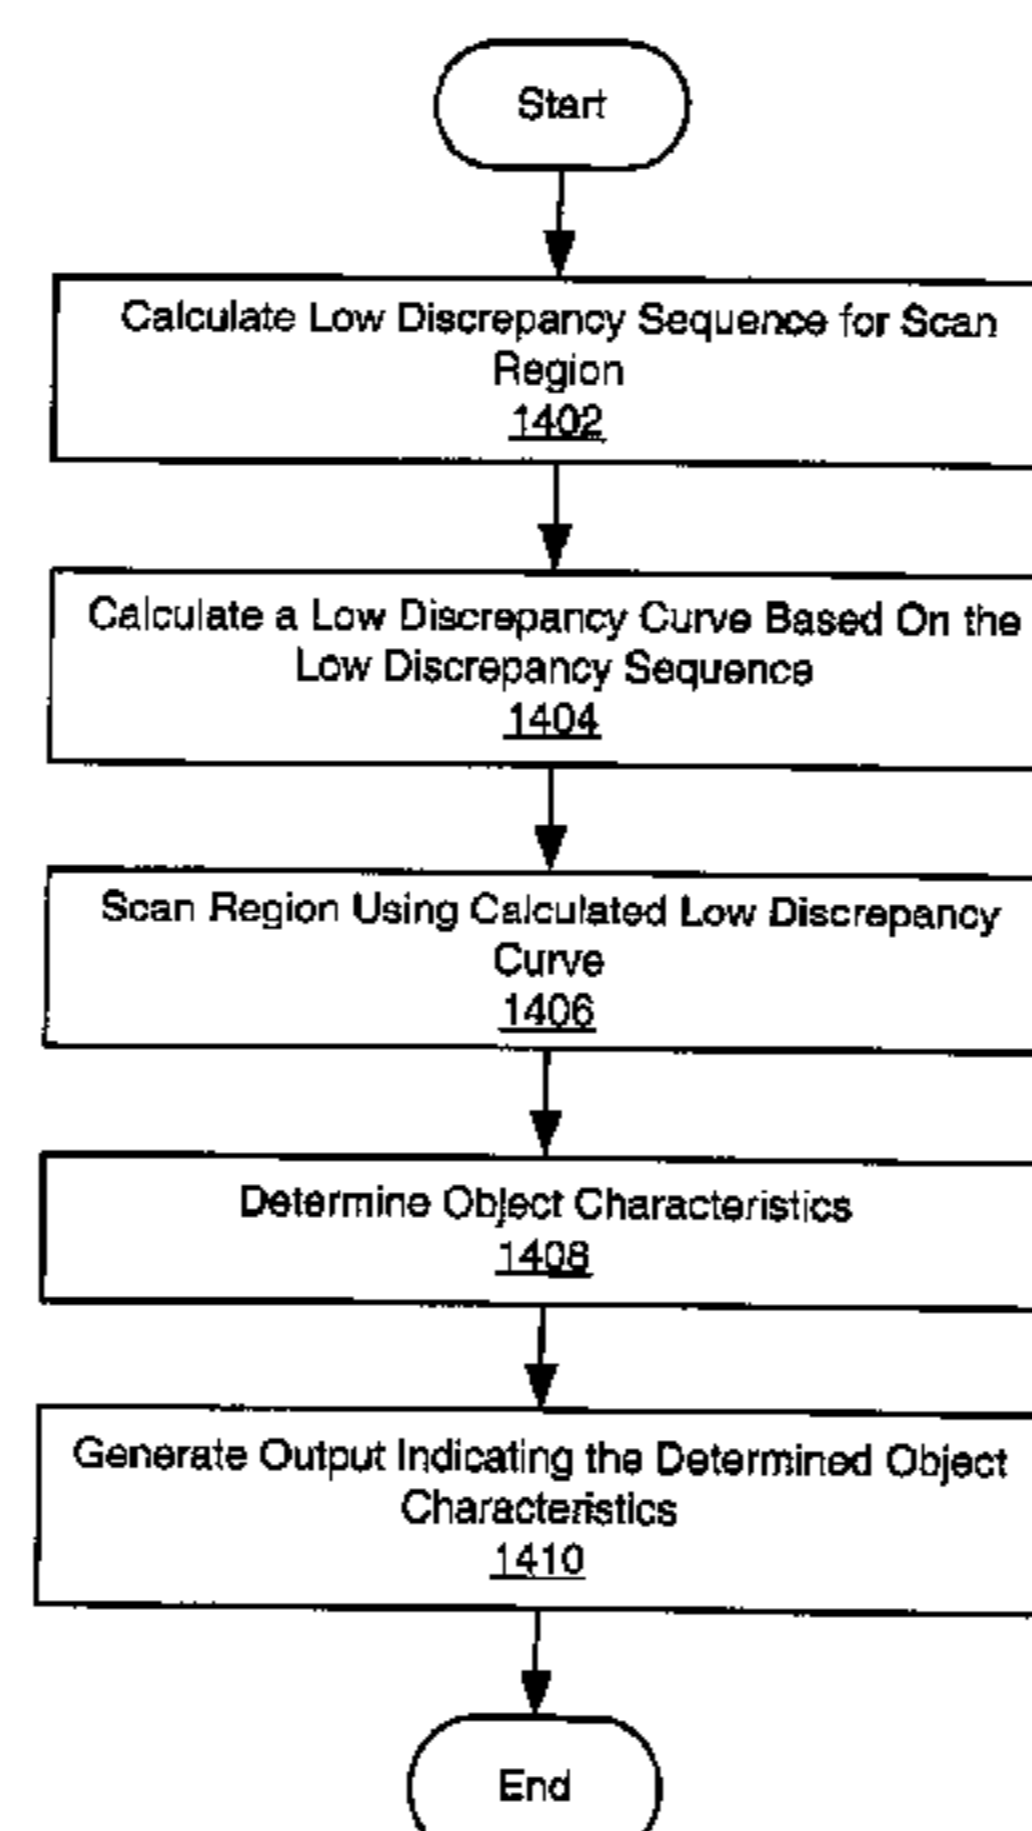 Start
Calculate Low Discrepancy Sequence for Scan
Region
1402
Calculate a Low Discrepancy Curve Based On the
Low Discrepancy Sequence
1404
Scan Region Using Calculated Low Discrepancy
Curve
1406
Determine Object Characteristics
1408
Generate Output Indicating the Determined Object
Characteristics
1410
End